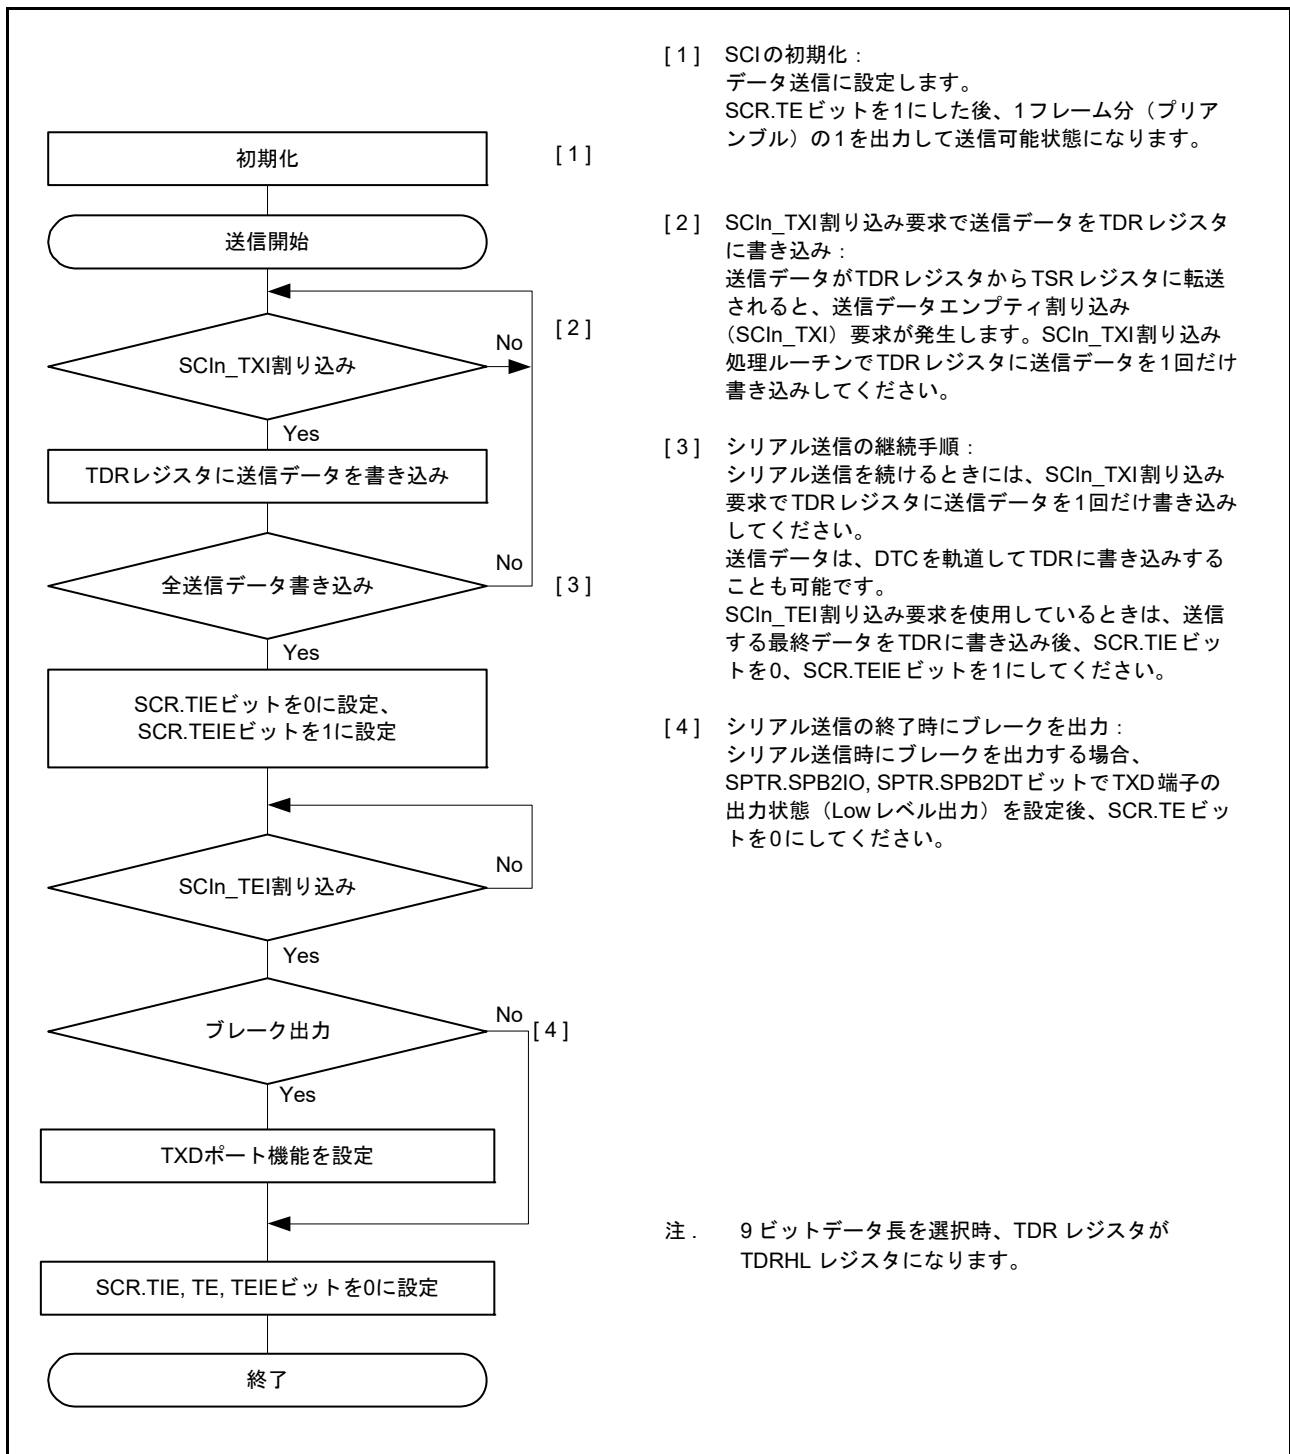 初期化
[ 1 ]
送信開始
SCIn_TXI割り込み
No
[ 2 ]
Yes
TDRレジスタに送信データを書き込み
全送信データ書き込み
No
[ 3 ]
Yes
SCR.TIEビットを0に設定、
SCR.TEIEビットを1に設定
SCIn_TEI割り込み
No
Yes
ブレーク出力
No
[ 4 ]
Yes
TXDポート機能を設定
SCR.TIE, TE, TEIEビットを0に設定
終了
[ 1 ] SCIの初期化：
データ送信に設定します。
SCR.TEビットを1にした後、1フレーム分（プリア
ンブル）の1を出力して送信可能状態になります。
[ 2 ] SCIn_TXI割り込み要求で送信データをTDRレジスタ
に書き込み：
送信データがTDRレジスタからTSRレジスタに転送
されると、送信データエンプティ割り込み
（SCIn_TXI）要求が発生します。SCIn_TXI割り込み
処理ルーチンでTDRレジスタに送信データを1回だけ
書き込みしてください。
[ 3 ] シリアル送信の継続手順：
シリアル送信を続けるときには、SCIn_TXI割り込み
要求でTDRレジスタに送信データを1回だけ書き込み
してください。
送信データは、DTCを軌道してTDRに書き込みする
ことも可能です。
SCIn_TEI割り込み要求を使用しているときは、送信
する最終データをTDRに書き込み後、SCR.TIEビッ
トを0、SCR.TEIEビットを1にしてください。
[ 4 ] シリアル送信の終了時にブレークを出力：
シリアル送信時にブレークを出力する場合、
SPTR.SPB2IO, SPTR.SPB2DTビットでTXD端子の
出力状態（Lowレベル出力）を設定後、SCR.TEビッ
トを0にしてください。
注． 9 ビットデータ長を選択時、TDR レジスタが
TDRHL レジスタになります。